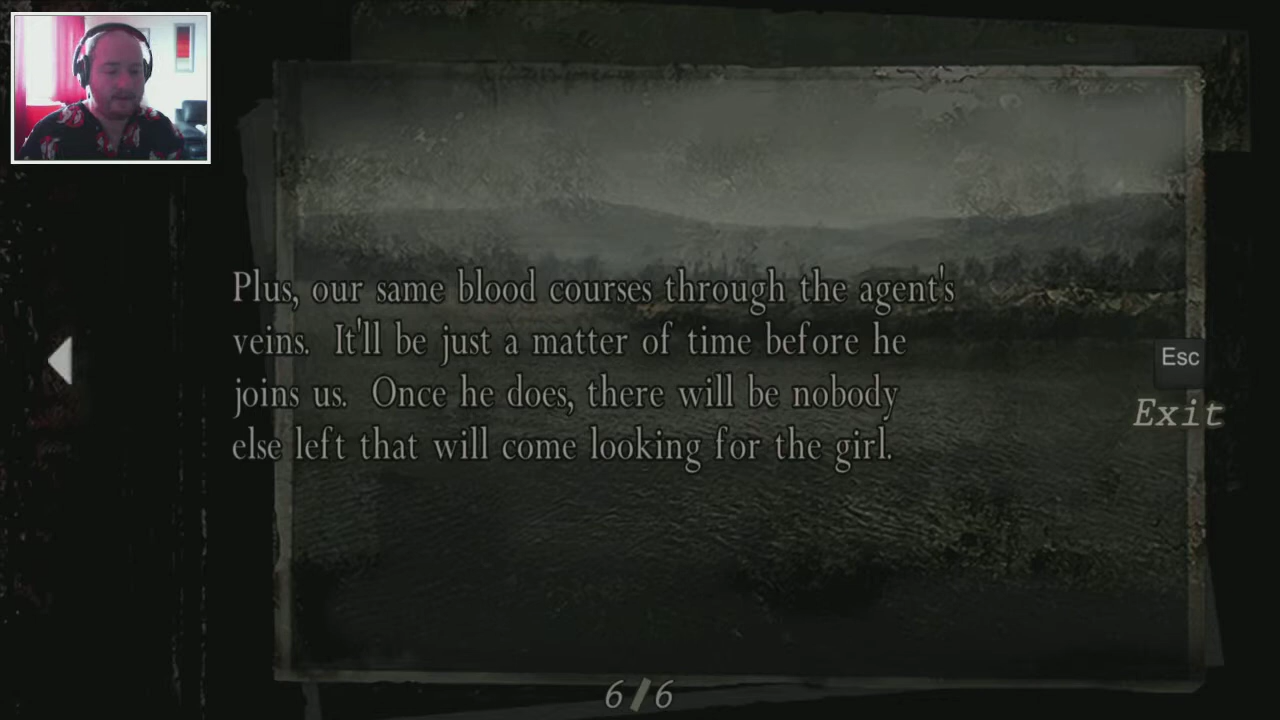 Plus, our same blood courses through the agent's
veins. It'll be just a matter of time before he
joins us. Once he does, there will be nobody
else left that will come looking for the girl.
Esc
Exit
6/6